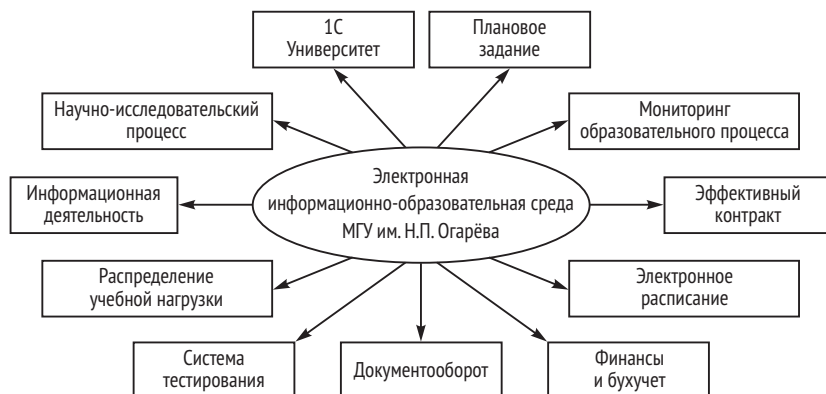 1С
Университет
Плановое
задание
Научно-исследовательский
процесс
Мониторинг
образовательного процесса
Информационная
деятельность
Электронная
информационно-образовательная среда
МГУ им. Н.П. Огарёва
Эффективный
контракт
Распределение
учебной нагрузки
Электронное
расписание
Система
тестирования
Документооборот
Финансы
и бухучет